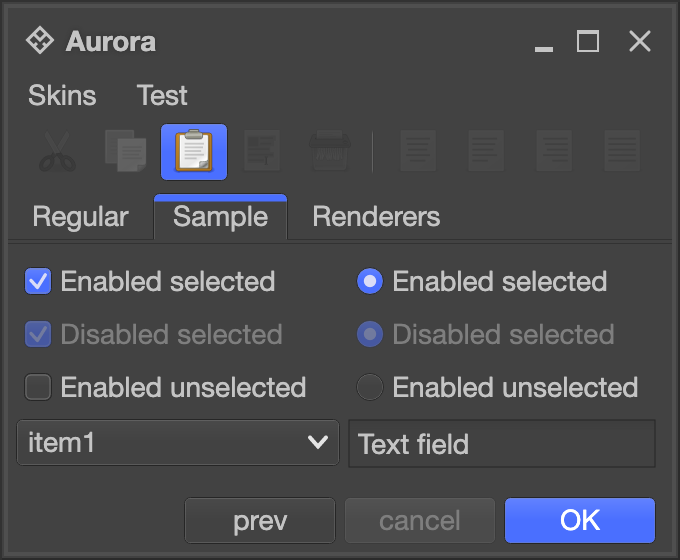 Aurora
Skins Test
Regular Sample Renderers
Enabled selected Enabled selected
Disabled selected Disabled selected
Enabled unselected Enabled unselected
item1 Text field
prev cancel OK